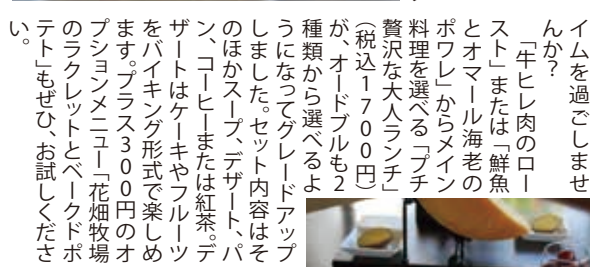 イムを過ごしませ
んか？
「牛ヒレ肉のロー
スト」または「鮮魚
とオマール海老の
ポワレ」からメイン
料理を選べる「プチ
贅沢な大人ランチ」
（税込1700円）
が、オードブルも2
種類から選べるよ
うになってグレードアップ
しました。セット内容はそ
のほかスープ、デザート、パ
ン、コーヒーまたは紅茶。デ
ザートはケーキやフルーツ
をバイキング形式で楽しめ
ます。プラス300円のオ
プションメニュー「花畑牧場
のラクレットとベークドポ
テト」もぜひ、お試しくださ
い。